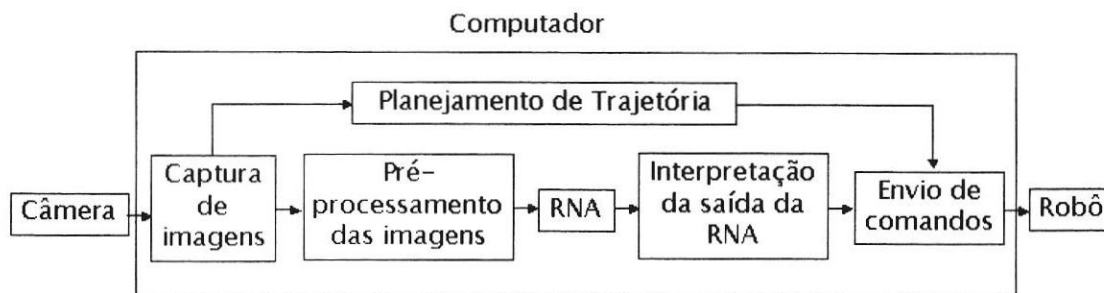 Computador
Planejamento de Trajetória
Câmera
Captura
de
imagens
Pré-
processamento
das imagens
RNA
Interpretação
da saída da
RNA
Envio de
comandos
Robô